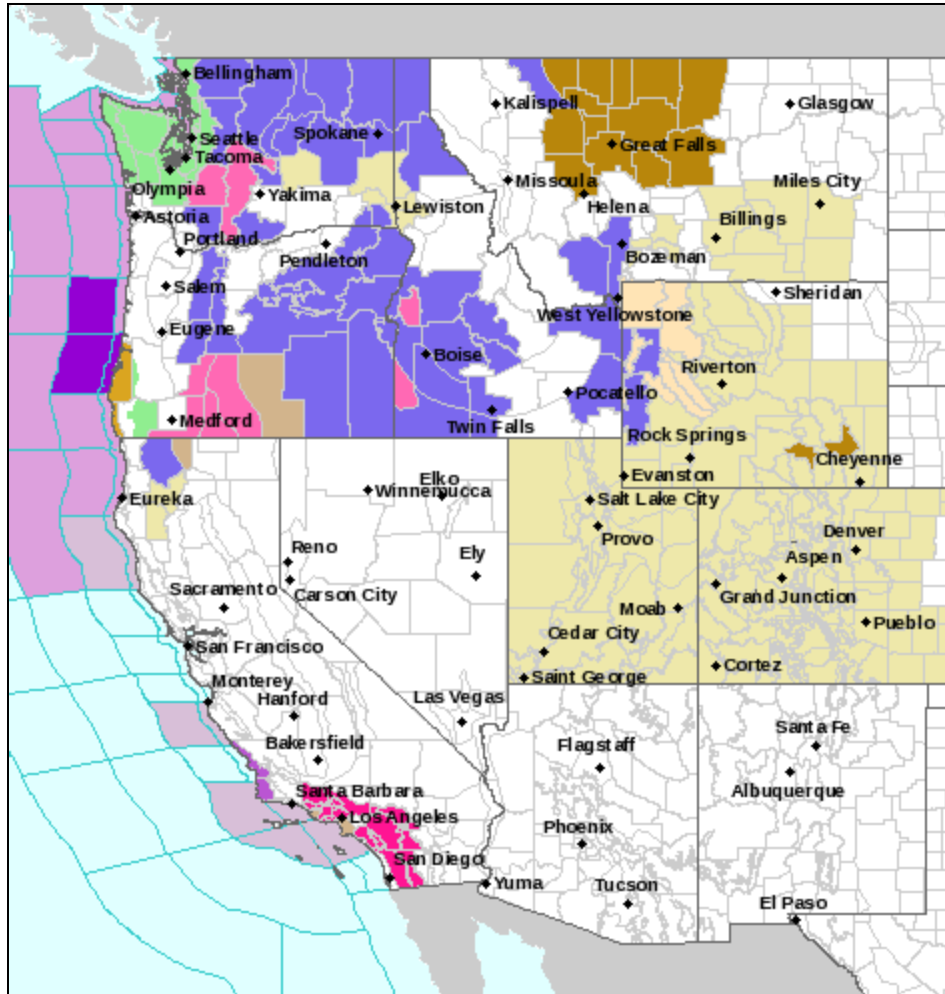 Bellingham
Kalispell
Glasgow
Seattle
Spokane
Great Falls
Tacoma
Olympia
Missoula
Miles City
Yakima
Lewiston
Helena
Astoria
Billings
Portland
Pendleton
Bozeman
Salem
Sheridan
West Yellowstone
Eugene
Boise
Riverton
Pocatello
Medford
Twin Falls
Rock Springs
Cheyenne
Elko
Evanston
Winnemucca
Eureka
Salt Lake City
Provo
Denver
Reno
Ely
Aspen
Sacramento
Carson City
Grand Junction
Moab
Pueblo
Cedar City
San Francisco
Cortez
Saint George
Monterey
Hanford
Las Vegas
Santa Fe
Bakersfield
Flagstaff
Albuquerque
Santa Barbara
Los Angeles
Phoenix
San Diego
Yuma
Tucson
El Paso